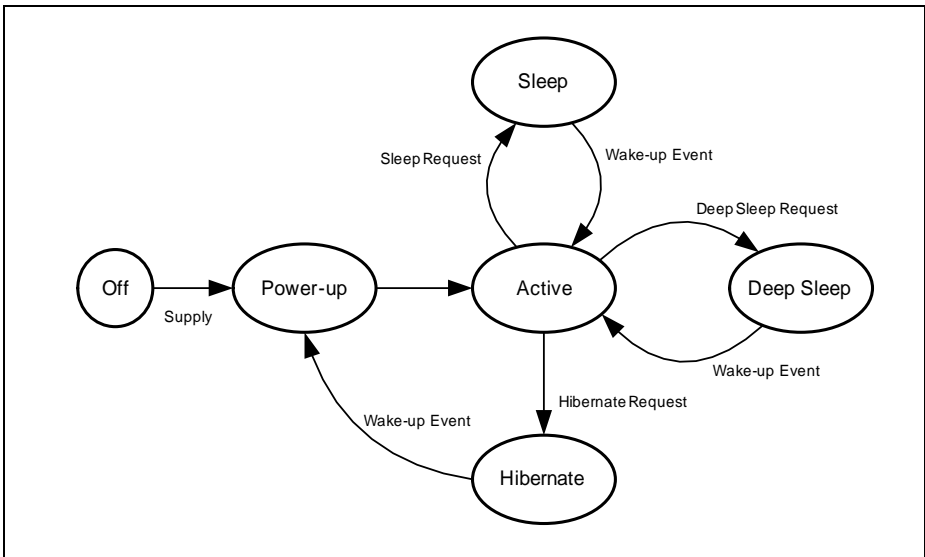 Sleep
Sleep Request
Wake-up Event
Deep Sleep Request
Off
Power-up
Active
Deep Sleep
Supply
Wake-up Event
Hibernate Request
Wake-up Event
Hibernate